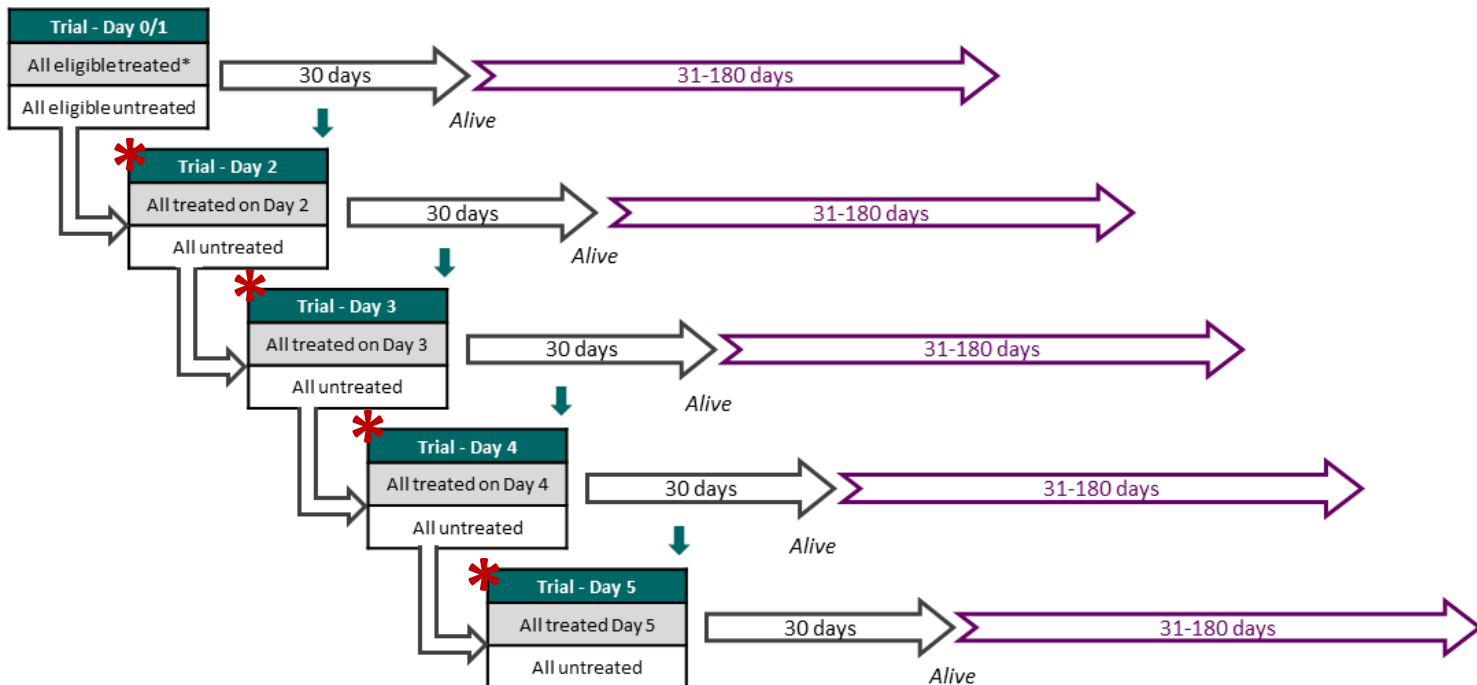 Trial - Day 0/1
All eligible treated*
All eligible untreated
30 days
31-180 days
Alive
Trial - Day 2
All treated on Day 2
All untreated
30 days
31-180 days
Alive
Trial - Day 3
All treated on Day 3
All untreated
30 days
31-180 days
Alive
Trial - Day 4
All treated on Day 4
All untreated
30 days
31-180 days
Alive
Trial - Day 5
All treated Day 5
All untreated
30 days
31-180 days
Alive